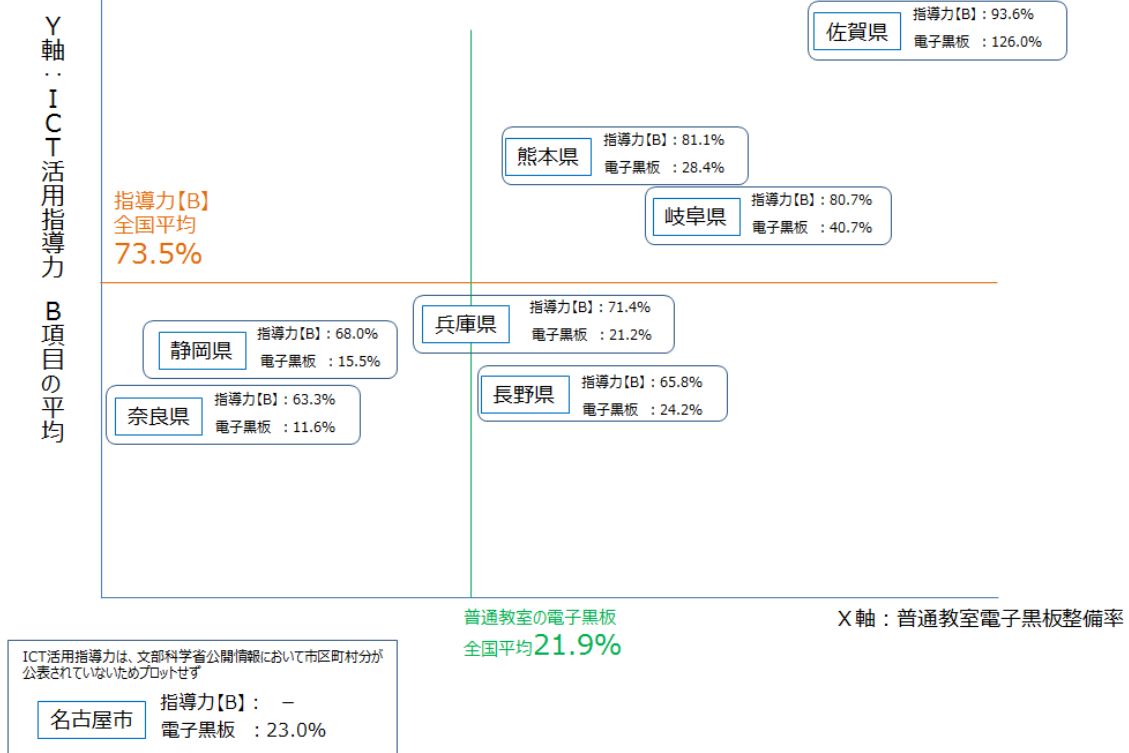 Y軸：ICT活用指導力　B項目の平均
佐賀県
指導力【B】：93.6%
電子黒板　：126.0%
熊本県
指導力【B】：81.1%
電子黒板　：28.4%
岐阜県
指導力【B】：80.7%
電子黒板　：40.7%
指導力【B】
全国平均
73.5%
兵庫県
指導力【B】：71.4%
電子黒板　：21.2%
静岡県
指導力【B】：68.0%
電子黒板　：15.5%
長野県
指導力【B】：65.8%
電子黒板　：24.2%
奈良県
指導力【B】：63.3%
電子黒板　：11.6%
普通教室の電子黒板
全国平均21.9%
X軸：普通教室電子黒板整備率
ICT活用指導力は、文部科学省公開情報において市区町村分が
公表されていないためプロットせず
名古屋市
指導力【B】：　－
電子黒板　：23.0%